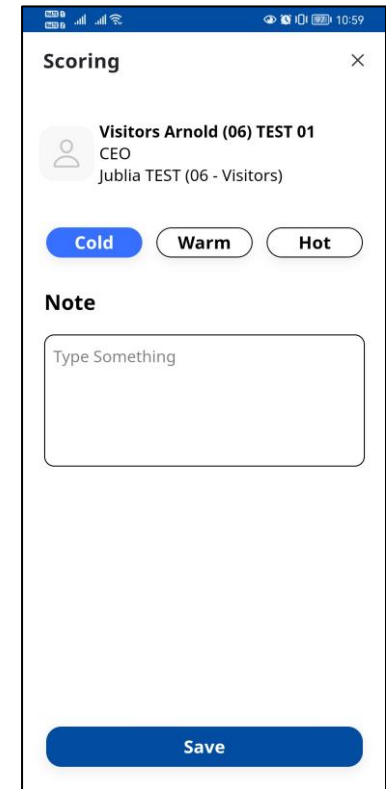 10:59
Scoring
Visitors Arnold (06) TEST 01
CEO
Jublia TEST (06 - Visitors)
Cold Warm Hot
Note
Type Something
Save